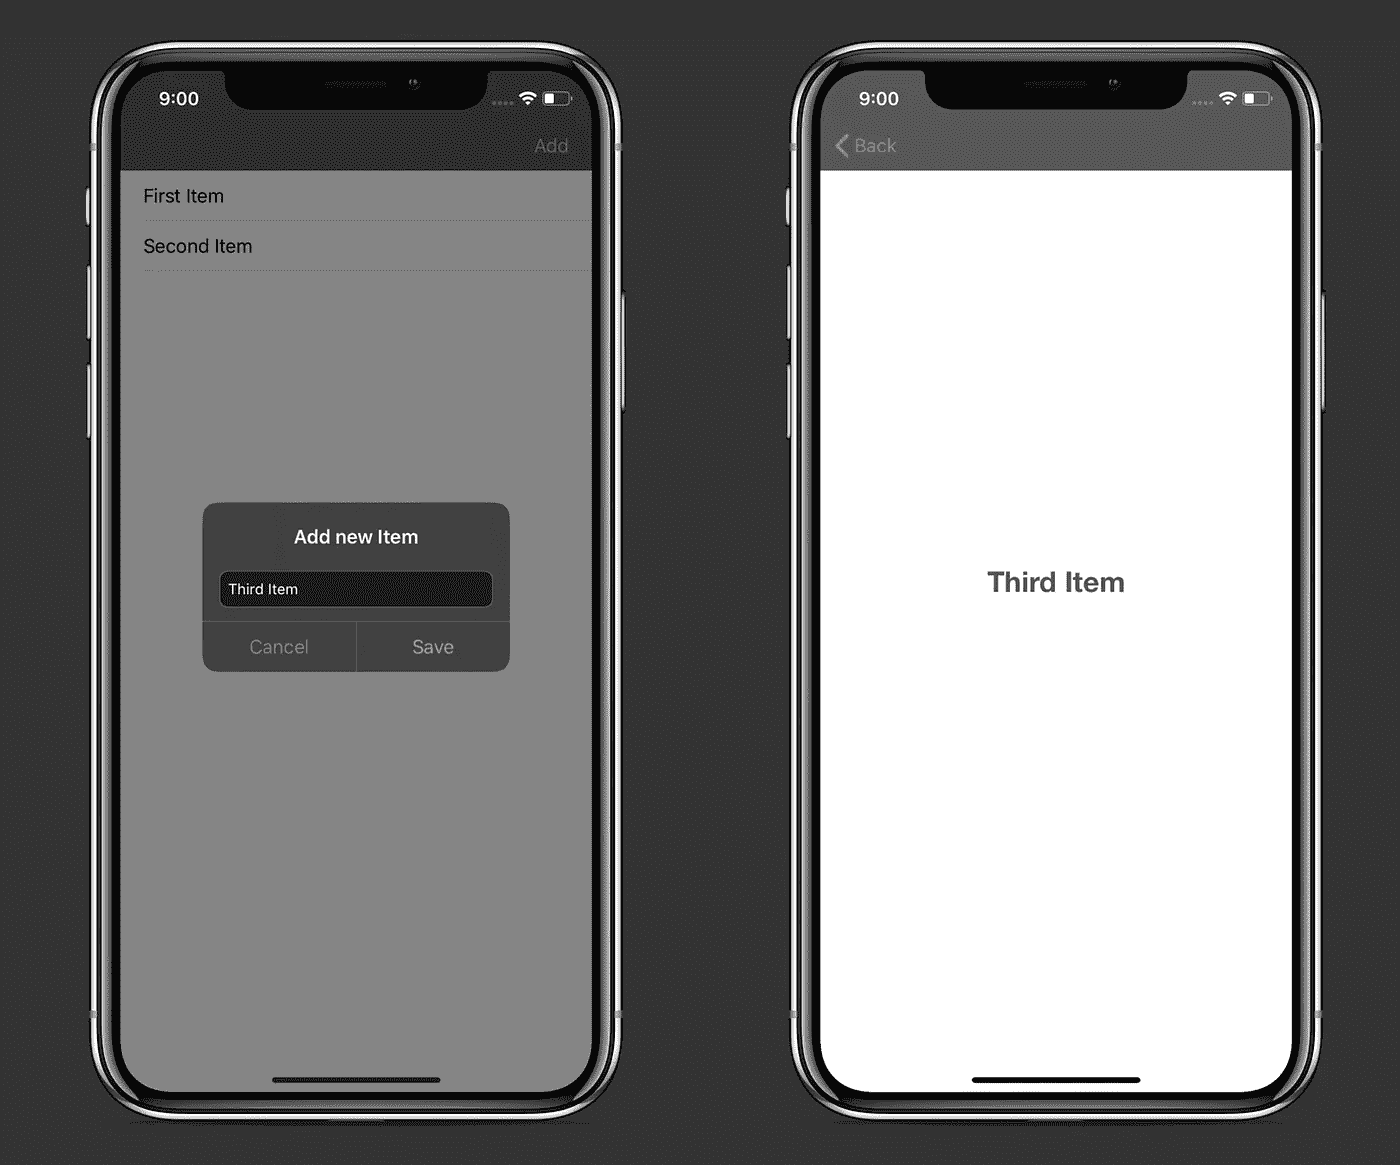 9:00
Add
First Item
Second Item
Add new Item
Third Item
Cancel Save
9:00
Back
Third Item